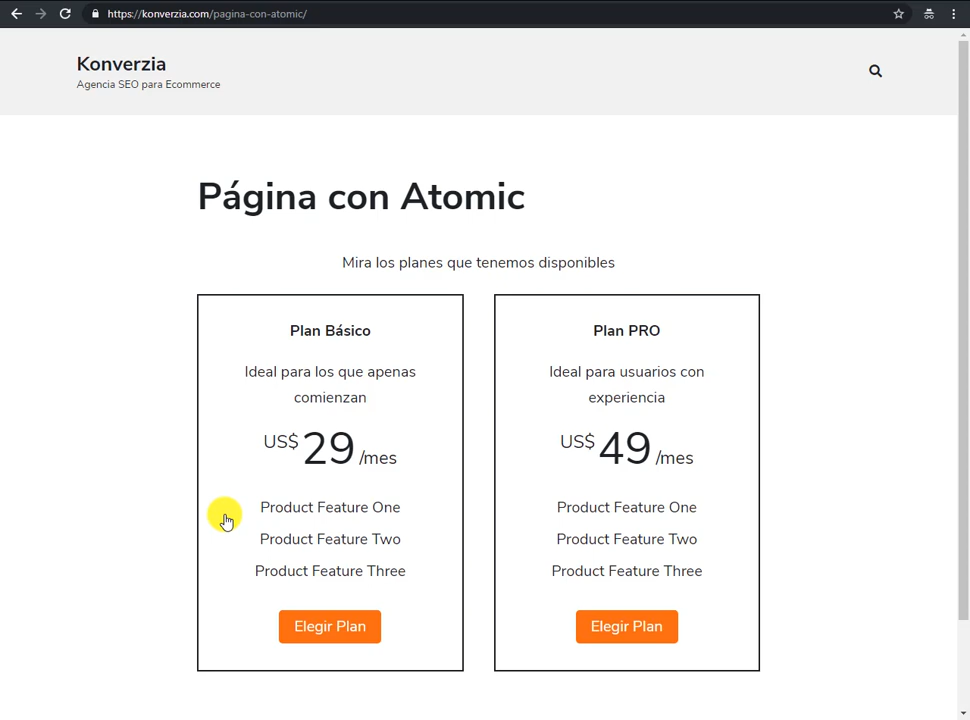 https://konverzia.com/pagina-con-atomic/
Konverzia
Agencia SEO para Ecommerce
Página con Atomic
Mira los planes que tenemos disponibles
Plan Básico
Ideal para los que apenas
comienzan
US$ 29 /mes
Product Feature One
Product Feature Two
Product Feature Three
Elegir Plan
Plan PRO
Ideal para usuarios con
experiencia
US$ 49 /mes
Product Feature One
Product Feature Two
Product Feature Three
Elegir Plan